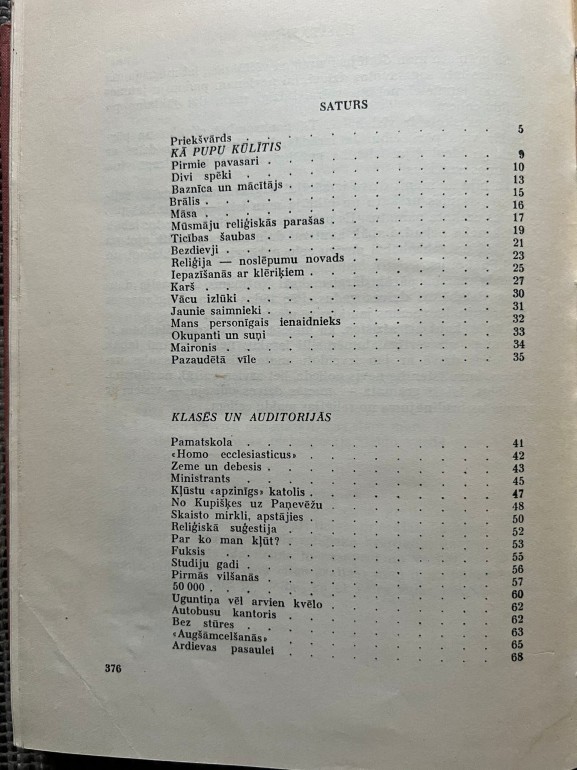 SATURS
Priekšvārds . . . . . . . . . . . 5
KĀ PUPU KŪLĪTIS . . . . . . . . . 9
Pirmie pavasari . . . . . . . . . 10
Divi spēki . . . . . . . . . . . 13
Baznīca un mācītājs . . . . . . . 15
Brālis . . . . . . . . . . . . . 16
Māsa . . . . . . . . . . . . . . 17
Mūsmāju reliģiskās parašas . . . . 19
Ticības šaubas . . . . . . . . . 21
Bezdievji . . . . . . . . . . . . 23
Reliģija — noslēpumu novads . . . 25
Iepazīšanās ar klēriķiem . . . . . 27
Karš . . . . . . . . . . . . . . 30
Vācu izlūki . . . . . . . . . . . 31
Jaunie saimnieki . . . . . . . . 32
Mans personīgais ienaidnieks . . . 33
Okupanti un suņi . . . . . . . . 34
Maironis . . . . . . . . . . . . 35
Pazaudētā vīle . . . . . . . . .
KLASĒS UN AUDITORIJĀS
Pamatskola . . . . . . . . . . . 41
«Homo ecclesiasticus» . . . . . . 42
Zeme un debesis . . . . . . . . . 43
Ministrants . . . . . . . . . . . 45
Kļūstu «apzinīgs» katolis . . . . 47
No Kupišķes uz Paņevēžu . . . . . 48
Skaisto mirkli, apstājies . . . . 50
Reliģiskā suģestija . . . . . . . 52
Par ko man kļūt? . . . . . . . . 53
Fuksis . . . . . . . . . . . . . 55
Studiju gadi . . . . . . . . . . 56
Pirmās vilšanās . . . . . . . . . 57
50 000 . . . . . . . . . . . . . 60
Uguntiņa vēl arvien kvēlo . . . . 62
Autobusu kantoris . . . . . . . . 62
Bez stūres . . . . . . . . . . . 63
«Augšāmcelšanās» . . . . . . . . 65
Ardievas pasaulei . . . . . . . . 68
376